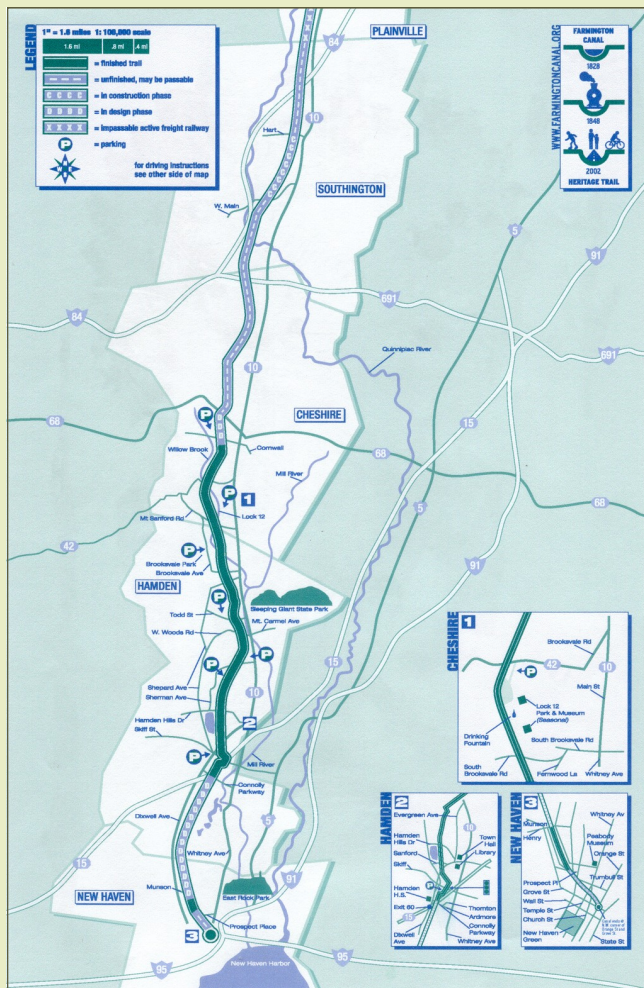 LEGEND
1" = 1.6 miles 1: 100,000 scale
1.6 mi .8 mi .4 mi
= finished trail
= unfinished, may be passable
= in construction phase
= in design phase
= impassable active freight railway
P = parking
for driving instructions
see other side of map
PLAINVILLE
84
WWW.FARMINGTONCANAL.ORG
FARMINGTON
CANAL
1828
1848
2002
HERITAGE TRAIL
10
Hart
SOUTHINGTON
W. Main
5
91
84
691
691
Quinnipiac River
10
15
CHESHIRE
68
P
Willow Brook
Cornwall
68
Mill River
5
P
1
Lock 12
68
Mt Sanford Rd
42
91
P
Brooksvale Park
Brooksvale Ave
HAMDEN
P
Sleeping Giant State Park
Todd St
Mt. Carmel Ave
W. Woods Rd
P
P
15
Shepard Ave
Sherman Ave
10
Hamden Hills Dr
2
Skiff St
P
Mill River
Connolly
Parkway
Dixwell Ave
5
Whitney Ave
15
91
Munson
East Rock Park
NEW HAVEN
Prospect Place
3
95
95
New Haven Harbor
CHESHIRE
1
Brooksvale Rd
42
10
P
Main St
Lock 12
Park & Museum
(Seasonal)
Drinking
Fountain
South Brooksvale Rd
South
Brooksvale Rd
Fernwood La
Whitney Ave
HAMDEN
2
Evergreen Ave
10
Hamden
Hills Dr
Town
Hall
Sanford
Library
Skiff
P
Hamden
H.S.
Exit 60
Thornton
15
Ardmore
Connolly
Parkway
Dixwell
Ave
Whitney Ave
NEW HAVEN
3
Whitney Av
Munson
Henry
Peabody
Museum
Orange St
Trumbull St
Prospect Pl
Grove St
Wall St
Temple St
Church St
New Haven
Green
State St